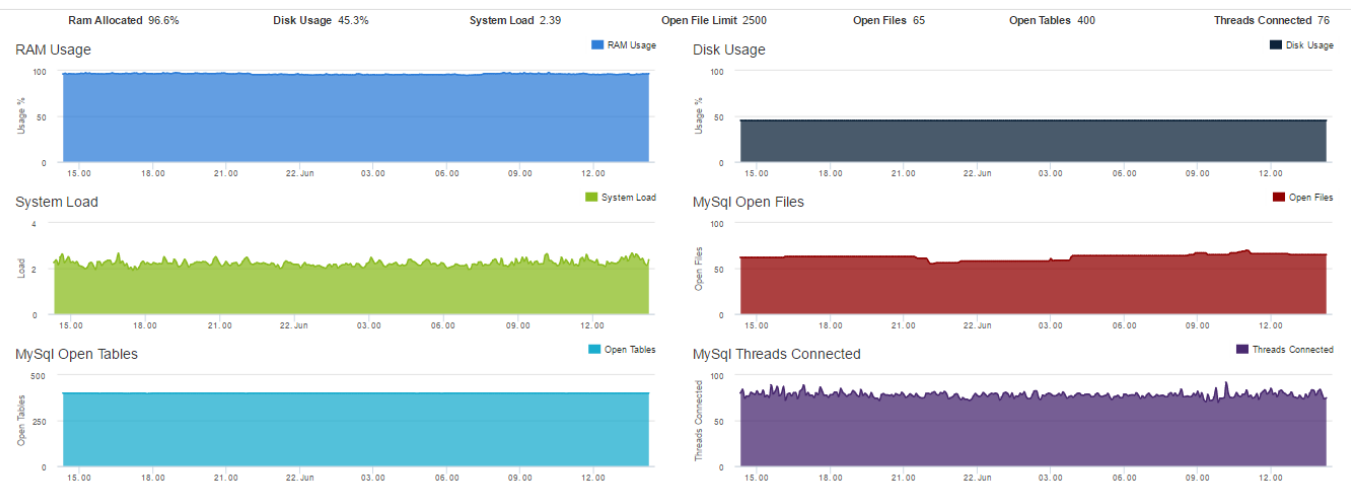 Ram Allocated 96.6% Disk Usage 45.3% System Load 2.39 Open File Limit 2500 Open Files 65 Open Tables 400 Threads Connected 76
RAM Usage
RAM Usage
Usage %
100
50
0
15.00 18.00 21.00 22.Jun 03.00 06.00 09.00 12.00
Disk Usage
Disk Usage
Usage %
100
50
0
15.00 18.00 21.00 22.Jun 03.00 06.00 09.00 12.00
System Load
System Load
Load
4
2
0
15.00 18.00 21.00 22.Jun 03.00 06.00 09.00 12.00
MySql Open Files
Open Files
Open Files
100
50
0
15.00 18.00 21.00 22.Jun 03.00 06.00 09.00 12.00
MySql Open Tables
Open Tables
Open Tables
500
250
0
15.00 18.00 21.00 22.Jun 03.00 06.00 09.00 12.00
MySql Threads Connected
Threads Connected
Threads Connected
100
50
0
15.00 18.00 21.00 22.Jun 03.00 06.00 09.00 12.00